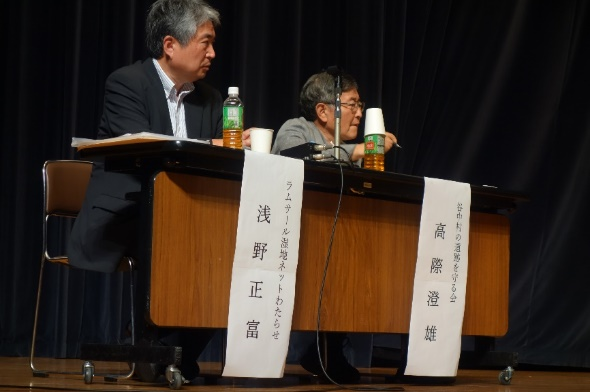 ラムサール湿地ネットわたらせ
浅野正富
谷中村の遺跡を守る会
高際澄雄